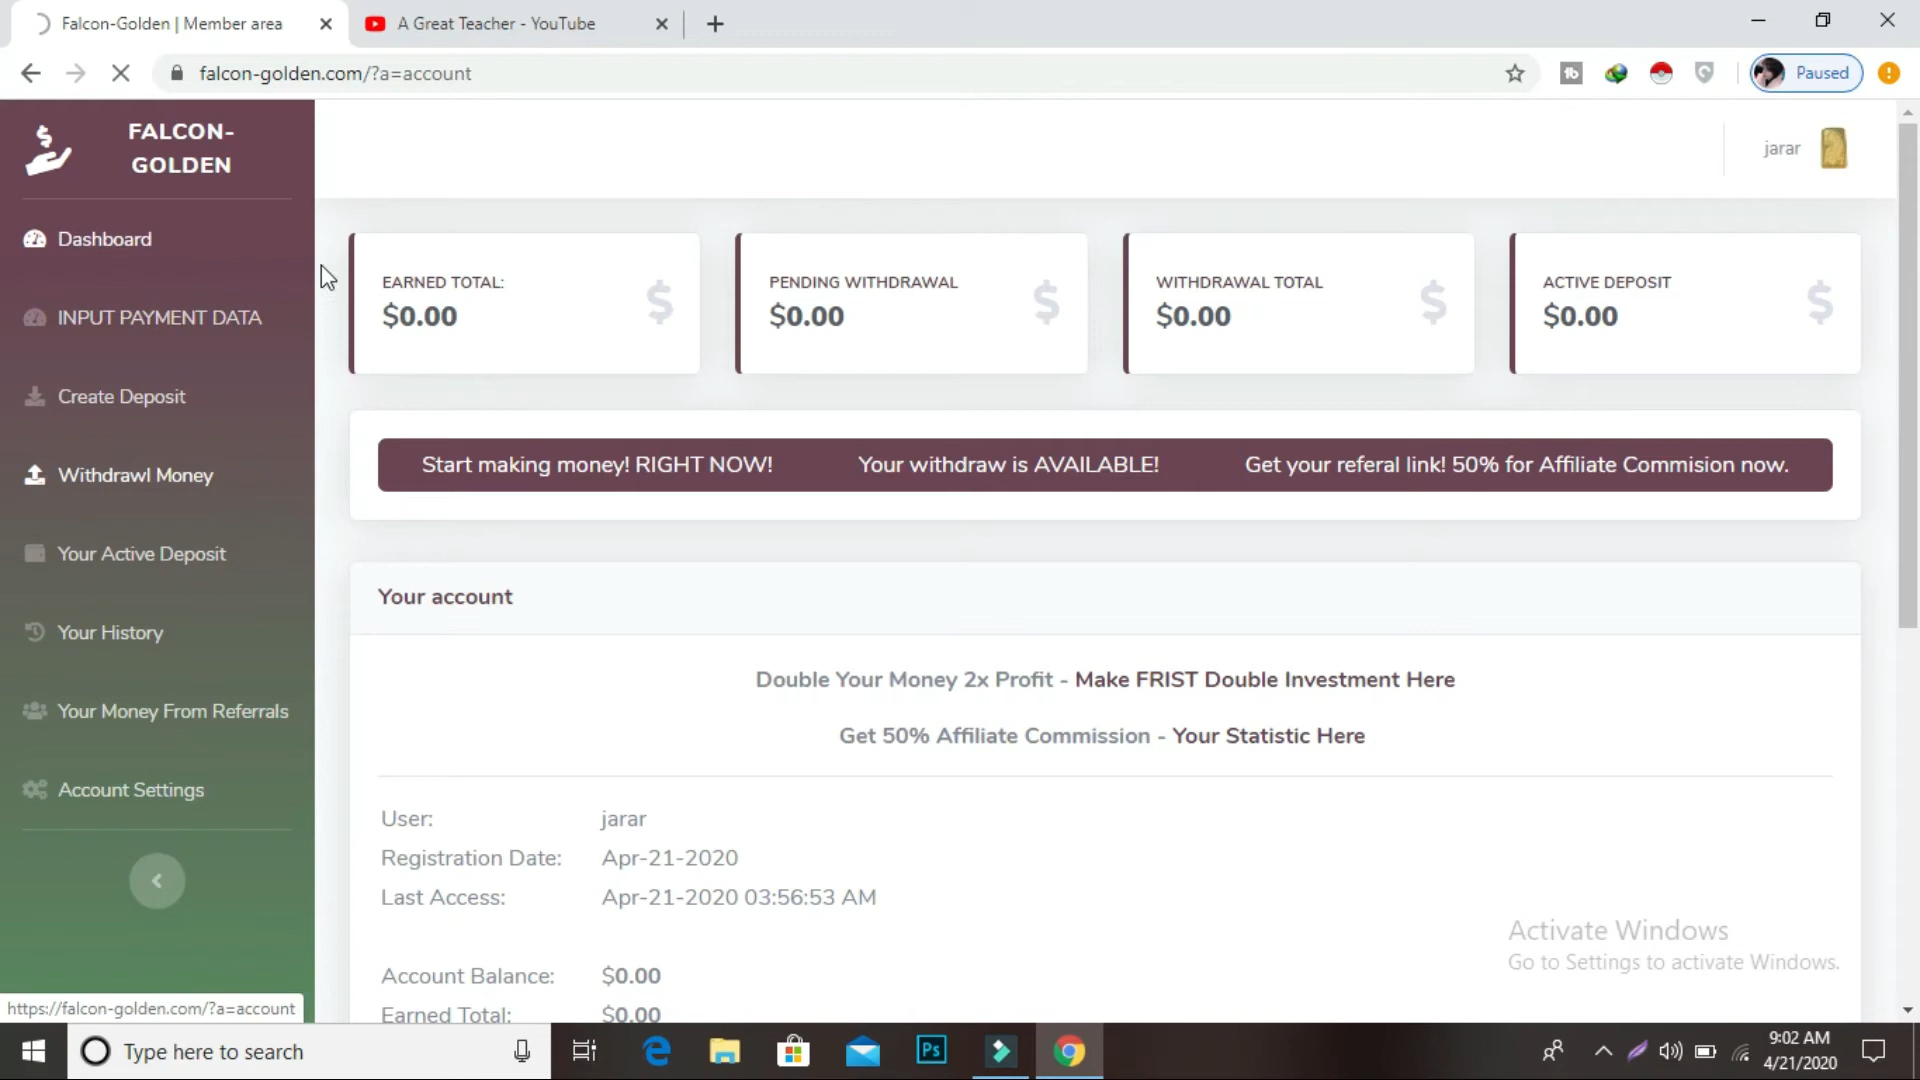 Falcon-Golden | Member area
A Great Teacher - YouTube
falcon-golden.com/?a=account
Paused
FALCON-
GOLDEN
jarar
Dashboard
INPUT PAYMENT DATA
Create Deposit
Withdrawl Money
Your Active Deposit
Your History
Your Money From Referrals
Account Settings
EARNED TOTAL:
$0.00
PENDING WITHDRAWAL
$0.00
WITHDRAWAL TOTAL
$0.00
ACTIVE DEPOSIT
$0.00
Start making money! RIGHT NOW! Your withdraw is AVAILABLE! Get your referal link! 50% for Affiliate Commision now.
Your account
Double Your Money 2x Profit - Make FRIST Double Investment Here
Get 50% Affiliate Commission - Your Statistic Here
User: jarar
Registration Date: Apr-21-2020
Last Access: Apr-21-2020 03:56:53 AM
Account Balance: $0.00
Earned Total: $0.00
Activate Windows
Go to Settings to activate Windows.
https://falcon-golden.com/?a=account
Type here to search
Ps
9:02 AM
4/21/2020